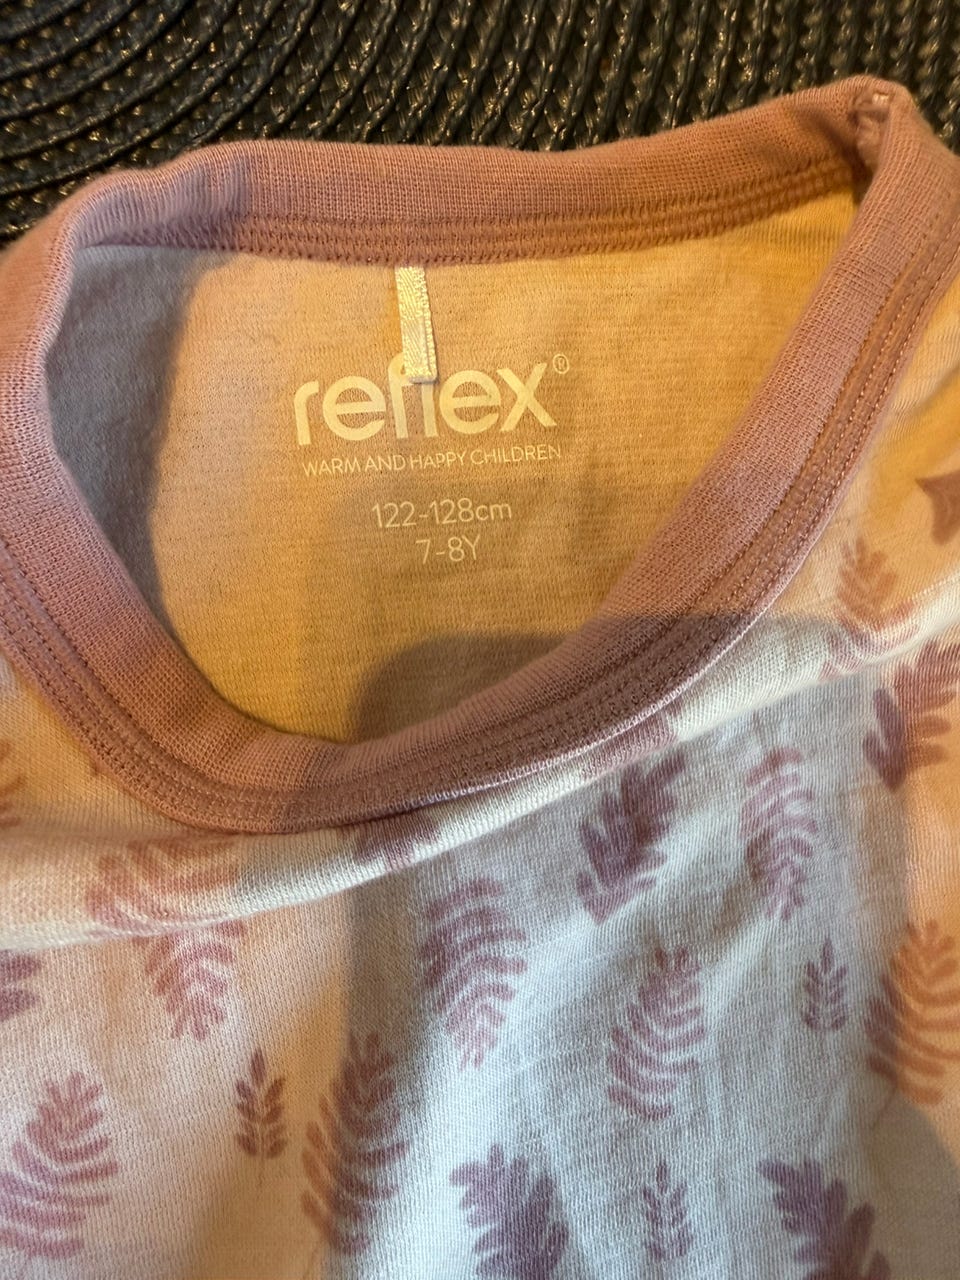 reflex®
WARM AND HAPPY CHILDREN
122-128cm
7-8Y